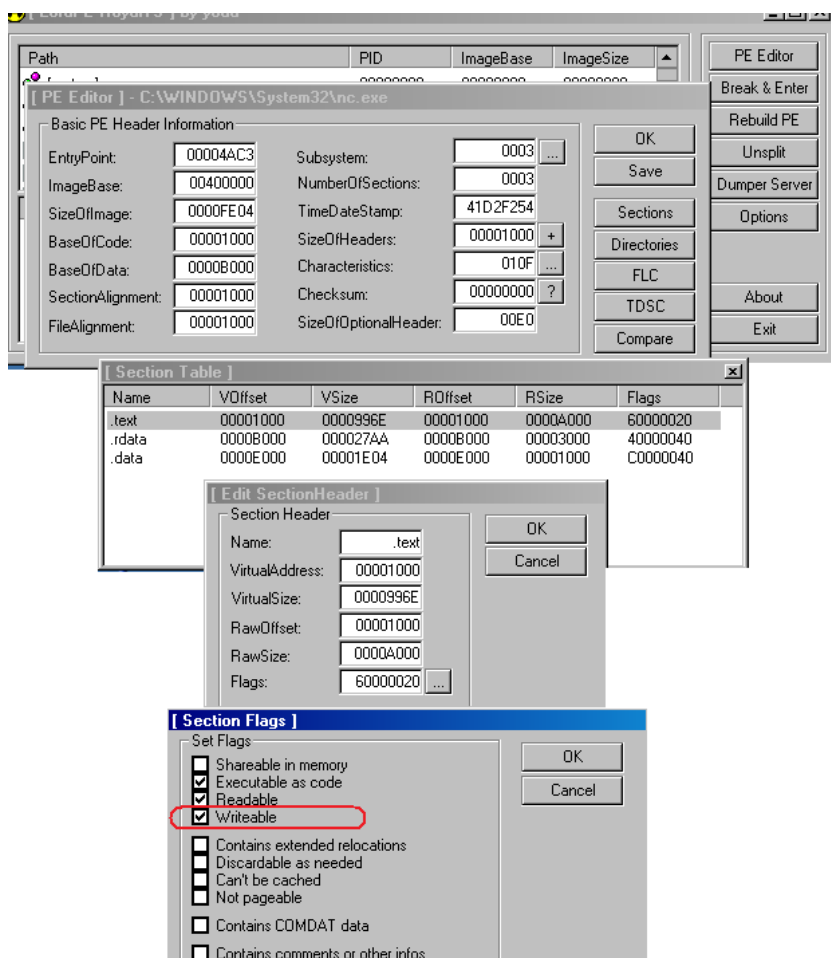 [ LordPE Royal TS ] by yoda
Path PID ImageBase ImageSize
PE Editor
Break & Enter
Rebuild PE
Unsplit
Dumper Server
Options
About
Exit
[ PE Editor ] - C:\WINDOWS\System32\nc.exe
Basic PE Header Information
EntryPoint: 00004AC3 Subsystem: 0003 ...
ImageBase: 00400000 NumberOfSections: 0003
SizeOfImage: 0000FE04 TimeDateStamp: 41D2F254
BaseOfCode: 00001000 SizeOfHeaders: 00001000 +
BaseOfData: 0000B000 Characteristics: 010F ...
SectionAlignment: 00001000 Checksum: 00000000 ?
FileAlignment: 00001000 SizeOfOptionalHeader: 00E0
OK
Save
Sections
Directories
FLC
TDSC
Compare
[ Section Table ]
Name VOffset VSize ROffset RSize Flags
.text 00001000 0000996E 00001000 0000A000 60000020
.rdata 0000B000 000027AA 0000B000 00003000 40000040
.data 0000E000 00001E04 0000E000 00001000 C0000040
[ Edit SectionHeader ]
Section Header
Name: .text
VirtualAddress: 00001000
VirtualSize: 0000996E
RawOffset: 00001000
RawSize: 0000A000
Flags: 60000020 ...
OK
Cancel
[ Section Flags ]
Set Flags
Shareable in memory
Executable as code
Readable
Writeable
Contains extended relocations
Discardable as needed
Can't be cached
Not pageable
Contains COMDAT data
Contains comments or other infos
OK
Cancel